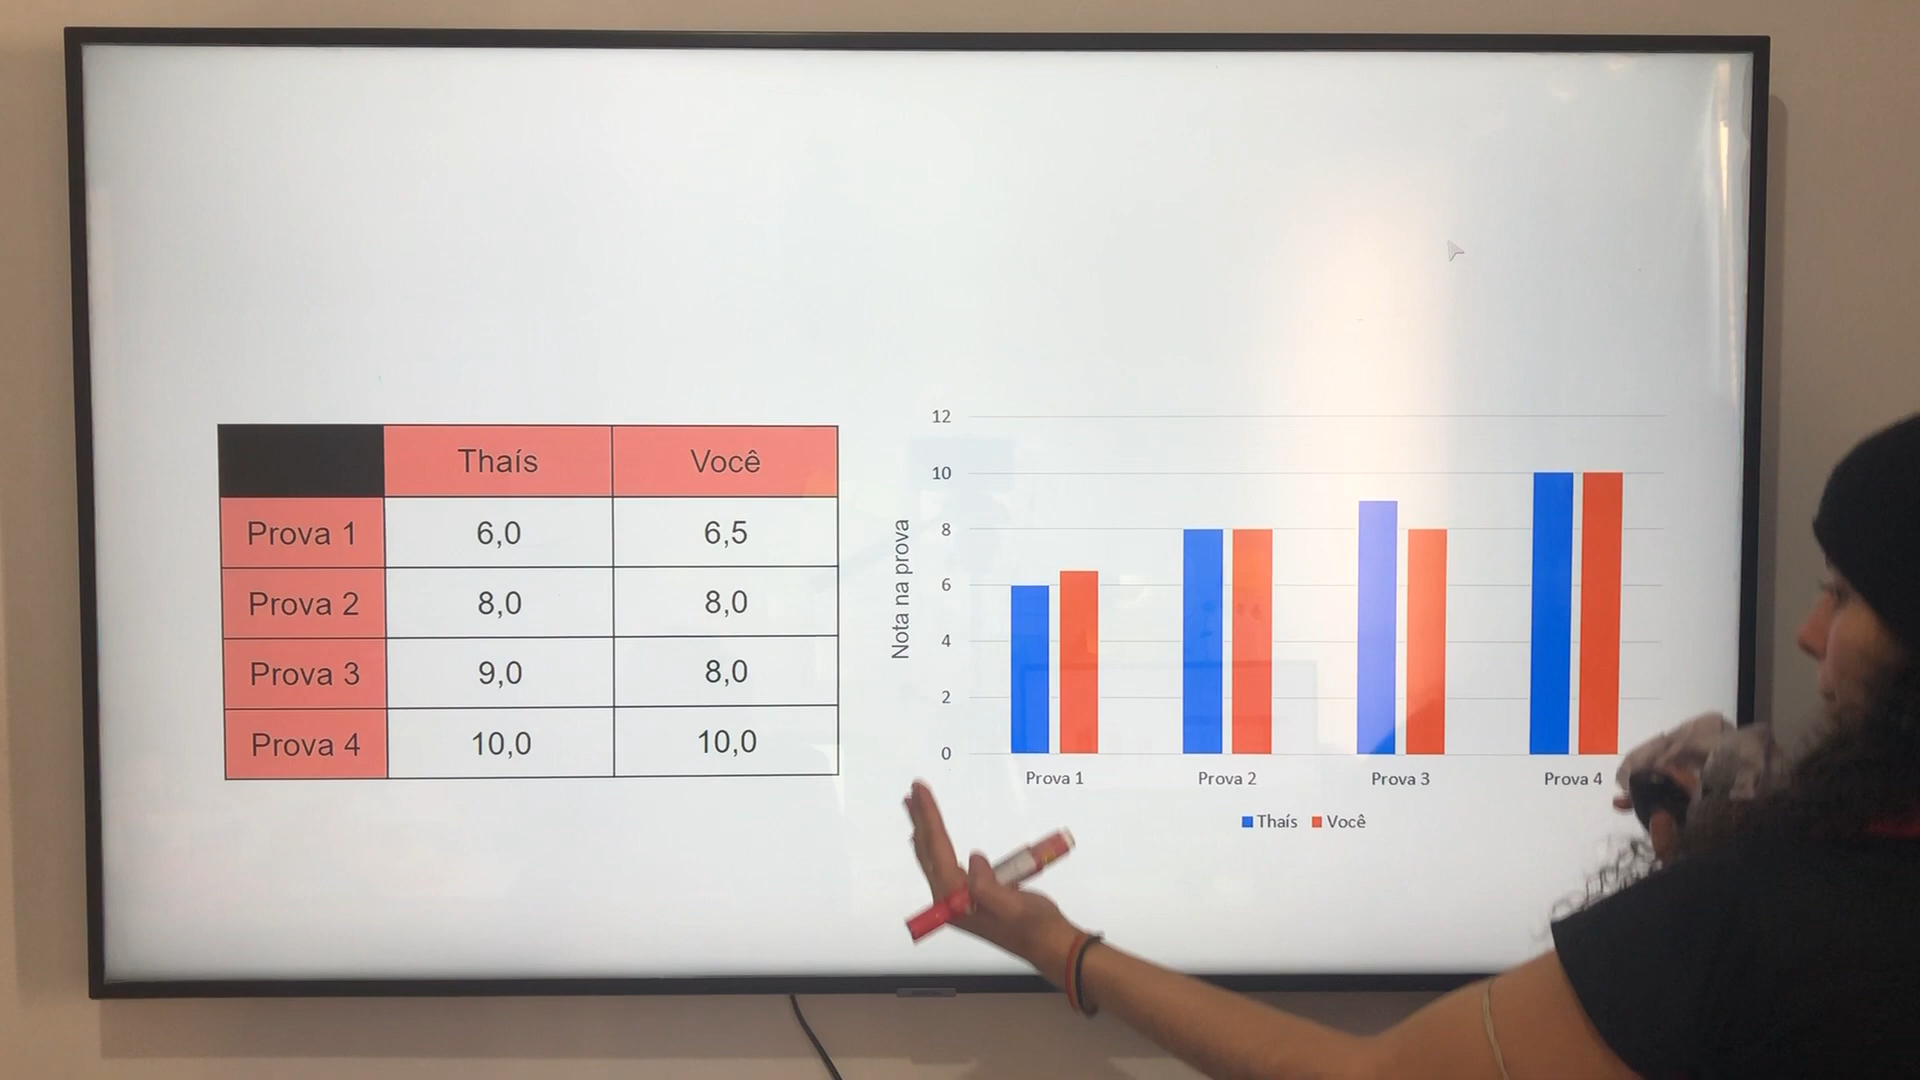 Thaís Você
Prova 1 6,0 6,5
Prova 2 8,0 8,0
Prova 3 9,0 8,0
Prova 4 10,0 10,0
Nota na prova
12
10
8
6
4
2
0
Prova 1 Prova 2 Prova 3 Prova 4
Thaís Você